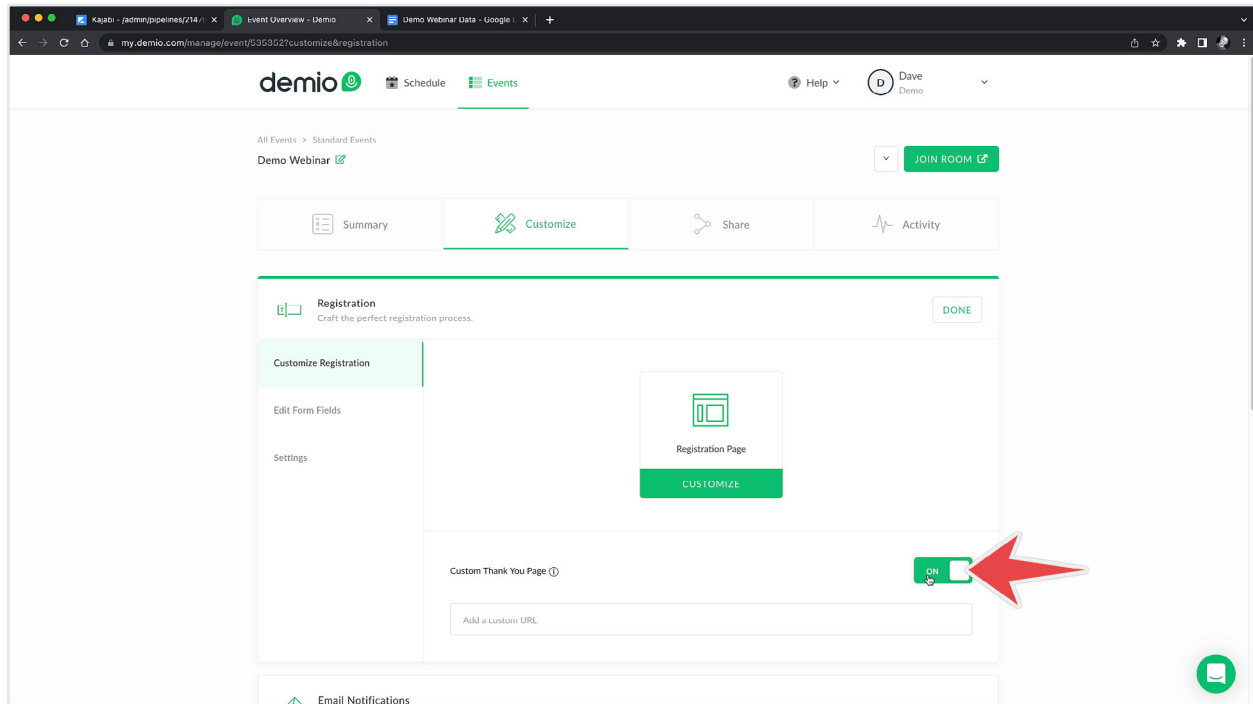 Kajabi - /admin/pipelines/2147
Event Overview - Demio
Demo Webinar Data - Google
my.demio.com/manage/event/535352?customize&registration
demio
Schedule
Events
Help
D
Dave
Demo
All Events > Standard Events
Demo Webinar
JOIN ROOM
Summary
Customize
Share
Activity
Registration
Craft the perfect registration process.
DONE
Customize Registration
Edit Form Fields
Settings
Registration Page
CUSTOMIZE
Custom Thank You Page
ON
Add a custom URL
Email Notifications